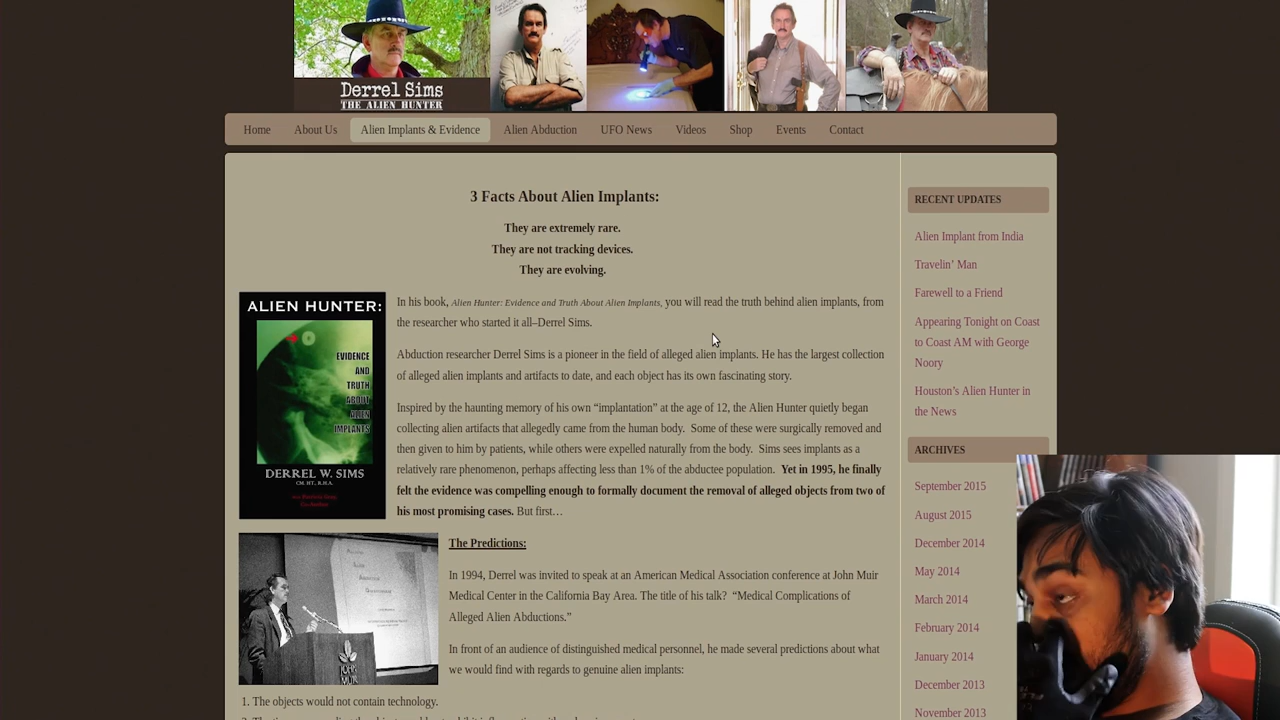 Derrel Sims
THE ALIEN HUNTER
Home
About Us
Alien Implants & Evidence
Alien Abduction
UFO News
Videos
Shop
Events
Contact
3 Facts About Alien Implants:
They are extremely rare.
They are not tracking devices.
They are evolving.
ALIEN HUNTER:
EVIDENCE
AND
TRUTH
ABOUT
ALIEN
IMPLANTS
DERREL W. SIMS
CM. HT., R.H.A.
In his book, Alien Hunter: Evidence and Truth About Alien Implants, you will read the truth behind alien implants, from
the researcher who started it all–Derrel Sims.
Abduction researcher Derrel Sims is a pioneer in the field of alleged alien implants. He has the largest collection
of alleged alien implants and artifacts to date, and each object has its own fascinating story.
Inspired by the haunting memory of his own “implantation” at the age of 12, the Alien Hunter quietly began
collecting alien artifacts that allegedly came from the human body.  Some of these were surgically removed and
then given to him by patients, while others were expelled naturally from the body.  Sims sees implants as a
relatively rare phenomenon, perhaps affecting less than 1% of the abductee population.  Yet in 1995, he finally
felt the evidence was compelling enough to formally document the removal of alleged objects from two of
his most promising cases. But first…
The Predictions:
In 1994, Derrel was invited to speak at an American Medical Association conference at John Muir
Medical Center in the California Bay Area. The title of his talk?  “Medical Complications of
Alleged Alien Abductions.”
In front of an audience of distinguished medical personnel, he made several predictions about what
we would find with regards to genuine alien implants:
JOHN
MUIR
1. The objects would not contain technology.
RECENT UPDATES
Alien Implant from India
Travelin’ Man
Farewell to a Friend
Appearing Tonight on Coast
to Coast AM with George
Noory
Houston’s Alien Hunter in
the News
ARCHIVES
September 2015
August 2015
December 2014
May 2014
March 2014
February 2014
January 2014
December 2013
November 2013